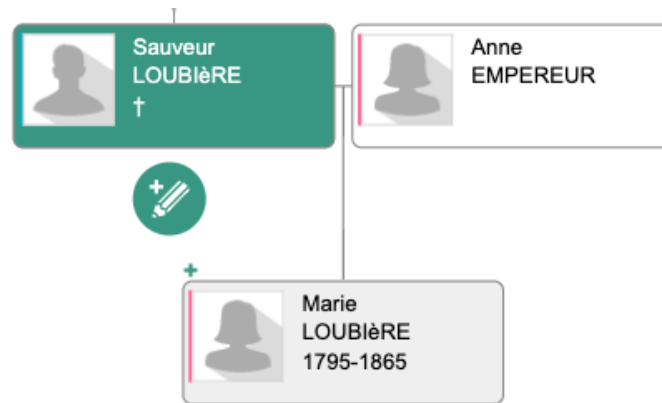 Sauveur
LOUBIèRE
†
Anne
EMPEREUR
Marie
LOUBIèRE
1795-1865